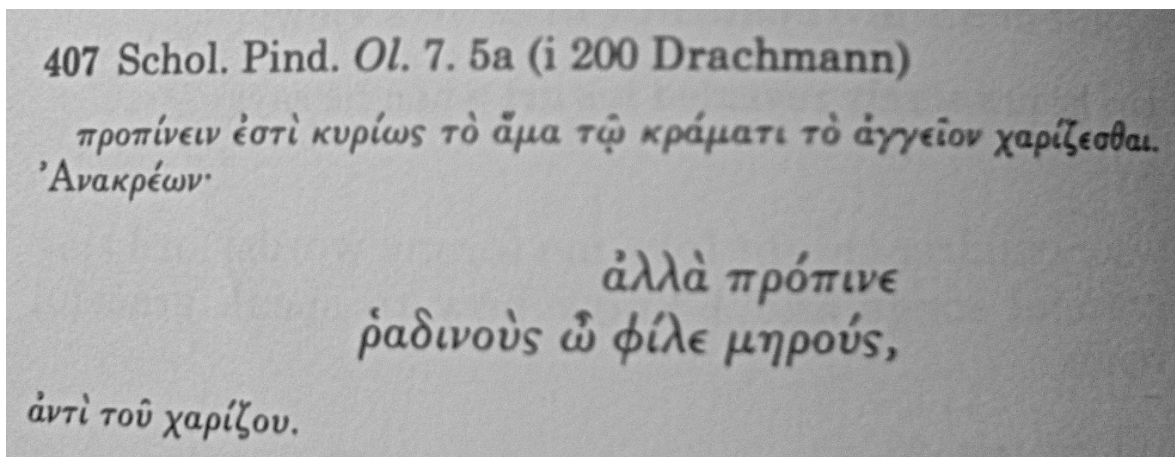 407 Schol. Pind. Ol. 7. 5a (i 200 Drachmann)
προπίνειν ἐστὶ κυρίως τὸ ἅμα τῷ κράματι τὸ ἀγγεῖον χαρίζεσθαι.
Ἀνακρέων·
ἀλλὰ πρόπινε
ῥαδινοὺς ὦ φίλε μηρούς,
ἀντὶ τοῦ χαρίζου.